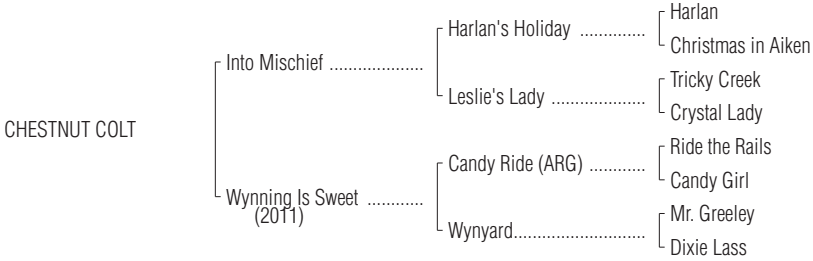 Harlan
Harlan's Holiday ..............
Christmas in Aiken
Into Mischief ....................
Tricky Creek
Leslie's Lady ....................
Crystal Lady
CHESTNUT COLT
Ride the Rails
Candy Ride (ARG) ............
Candy Girl
Wynning Is Sweet ............
(2011)
Mr. Greeley
Wynyard............................
Dixie Lass